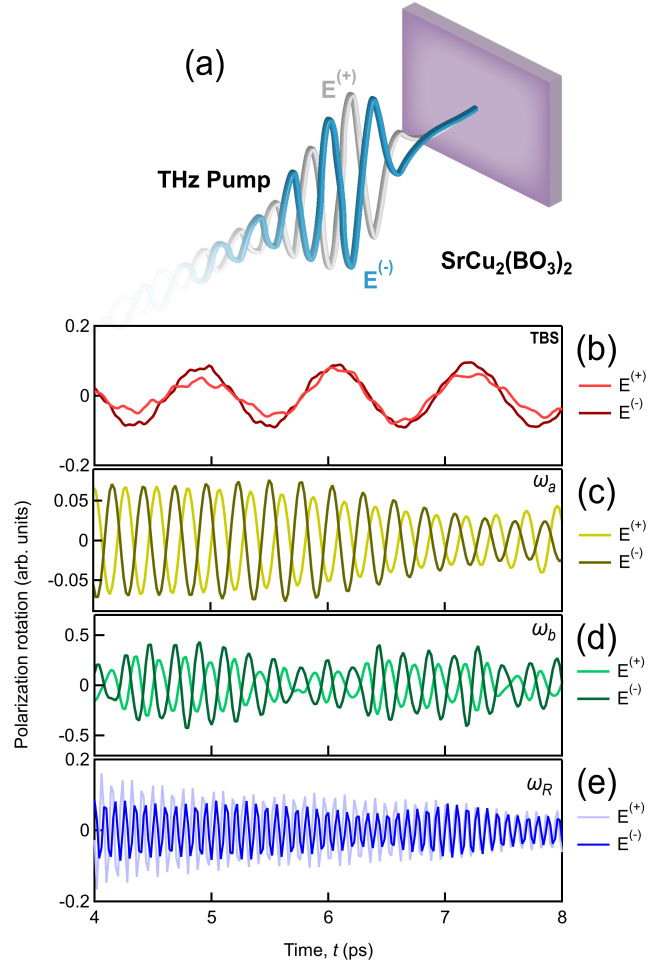 (a)
E(+)
THz Pump
E(-)
SrCu2(BO3)2
0.2
0
-0.2
TBS
(b)
E(+)
E(-)
0.05
0
-0.05
ωa
(c)
E(+)
E(-)
0.5
0
-0.5
ωb
(d)
E(+)
E(-)
0.2
0
-0.2
ωR
(e)
E(+)
E(-)
Polarization rotation (arb. units)
4
5
6
7
8
Time, t (ps)